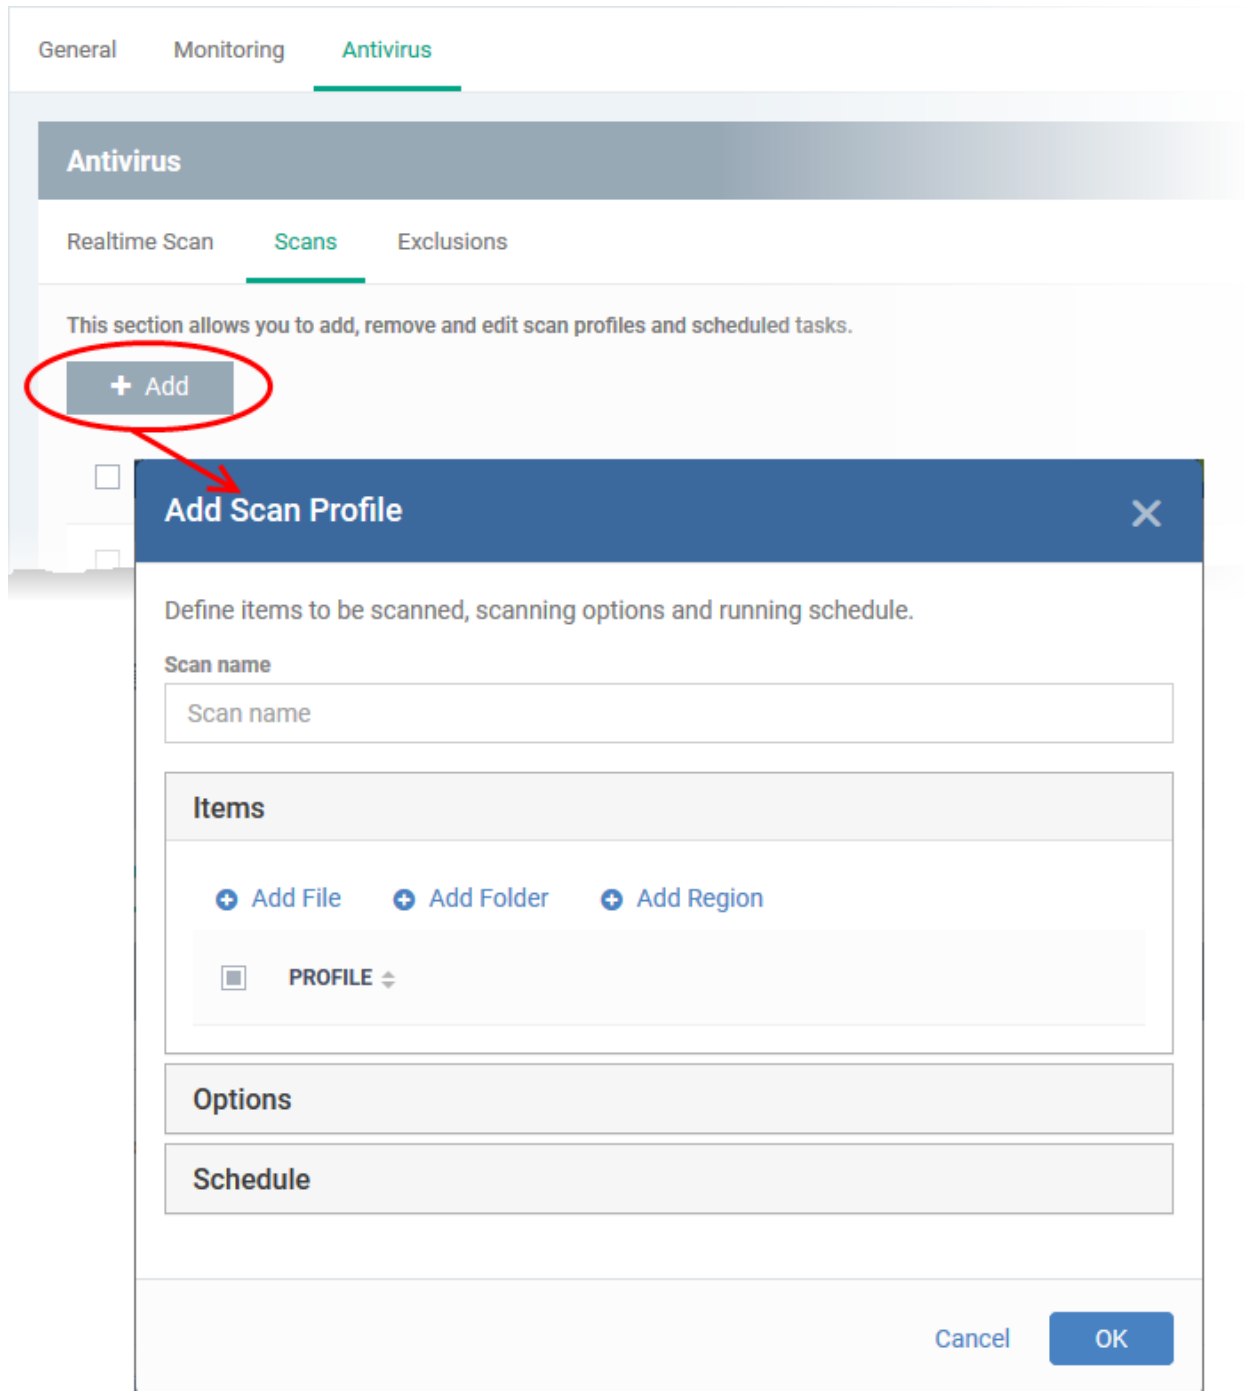 General Monitoring Antivirus
Antivirus
Realtime Scan Scans Exclusions
This section allows you to add, remove and edit scan profiles and scheduled tasks.
+ Add
Add Scan Profile
Define items to be scanned, scanning options and running schedule.
Scan name
Scan name
Items
Add File Add Folder Add Region
PROFILE
Options
Schedule
Cancel OK